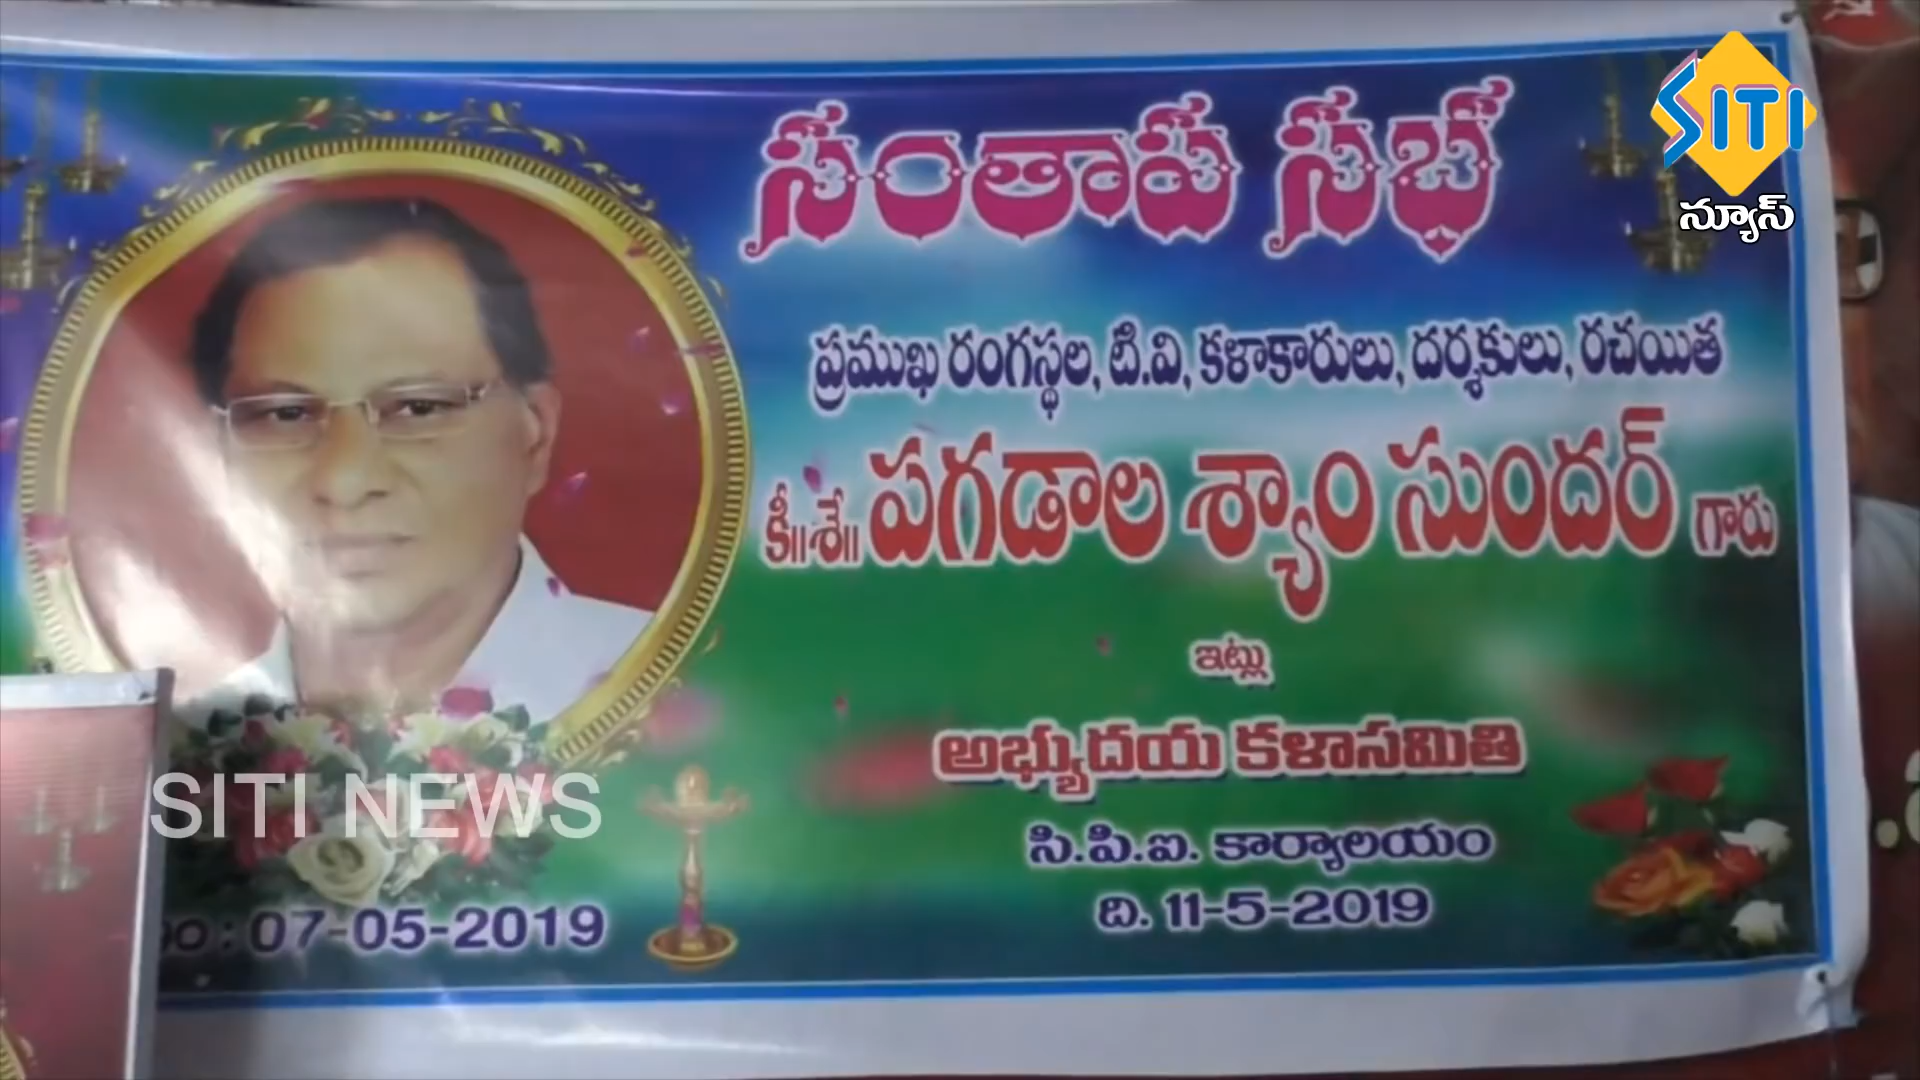 SITI
న్యూస్
సంతాప సభ
ప్రముఖ రంగస్థల, టి.వి, కళాకారులు, దర్శకులు, రచయిత
కీ॥శే॥ పగడాల శ్యాం సుందర్ గారు
ఇట్లు
అభ్యుదయ కళాసమితి
సి.పి.ఐ. కార్యాలయం
ది. 11-5-2019
SITI NEWS
: 07-05-2019